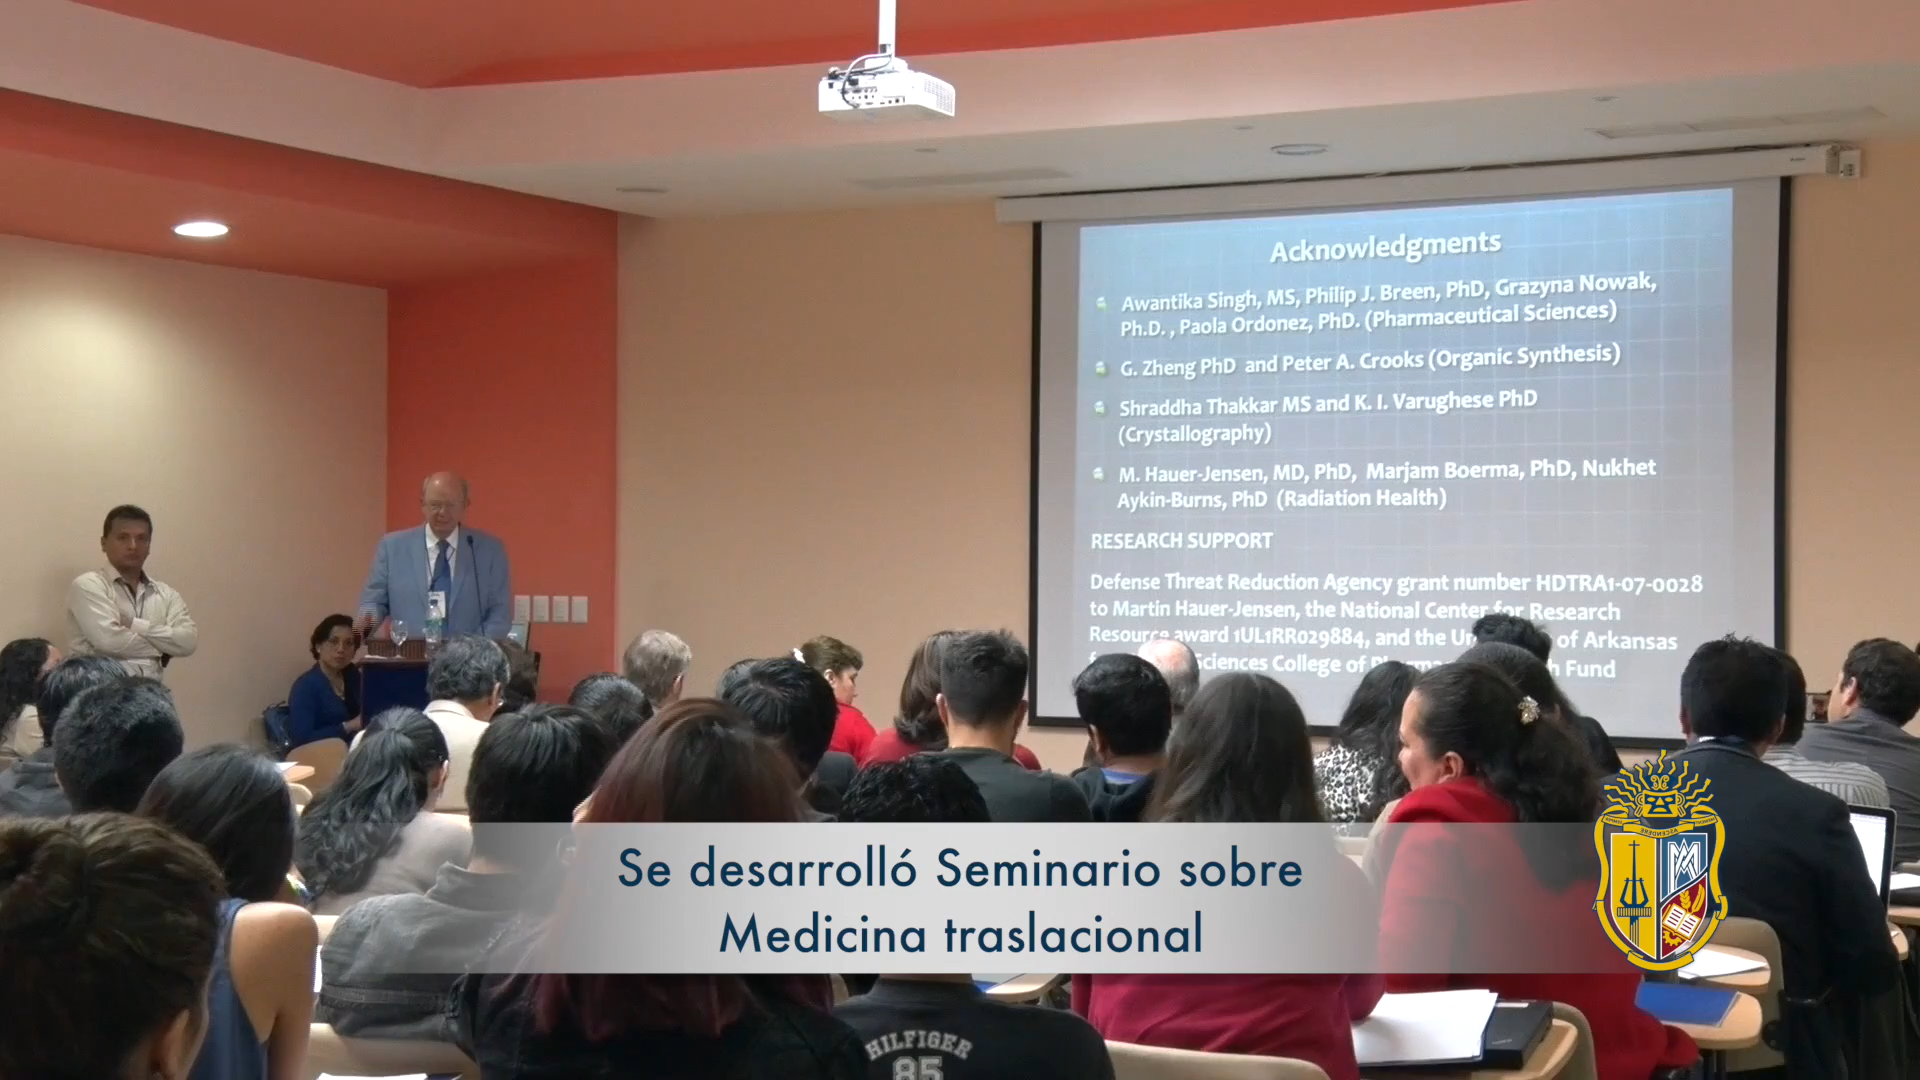 Acknowledgments
Awantika Singh, MS, Philip J. Breen, PhD, Grazyna Nowak,
Ph.D. , Paola Ordonez, PhD. (Pharmaceutical Sciences)
G. Zheng PhD and Peter A. Crooks (Organic Synthesis)
Shraddha Thakkar MS and K. I. Varughese PhD
(Crystallography)
M. Hauer-Jensen, MD, PhD, Marjam Boerma, PhD, Nukhet
Aykin-Burns, PhD (Radiation Health)
RESEARCH SUPPORT
Defense Threat Reduction Agency grant number HDTRA1-07-0028
to Martin Hauer-Jensen, the National Center for Research
Resource award 1UL1RR029884, and the of Arkansas
Sciences College of Fund
Se desarrolló Seminario sobre
Medicina traslacional
HILFIGER
85